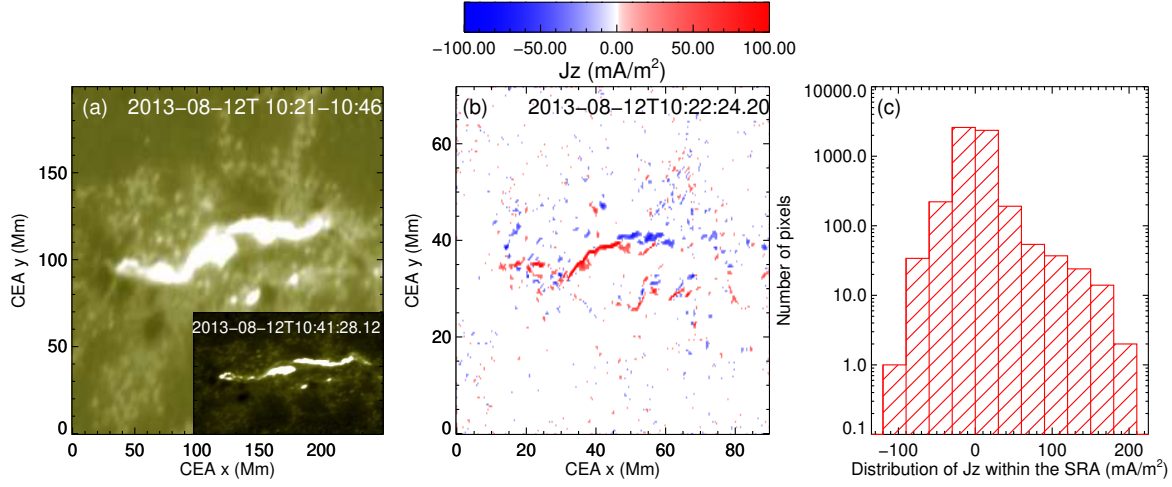 −100.00 −50.00 0.00 50.00 100.00
Jz (mA/m²)
(a) 2013−08−12T 10:21−10:46
150
100
50
0
CEA y (Mm)
0 50 100 150 200
CEA x (Mm)
2013−08−12T10:41:28.12
(b) 2013−08−12T10:22:24.20
60
40
20
0
CEA y (Mm)
0 20 40 60 80
CEA x (Mm)
(c)
10000.0
1000.0
100.0
10.0
1.0
0.1
Number of pixels
−100 0 100 200
Distribution of Jz within the SRA (mA/m²)